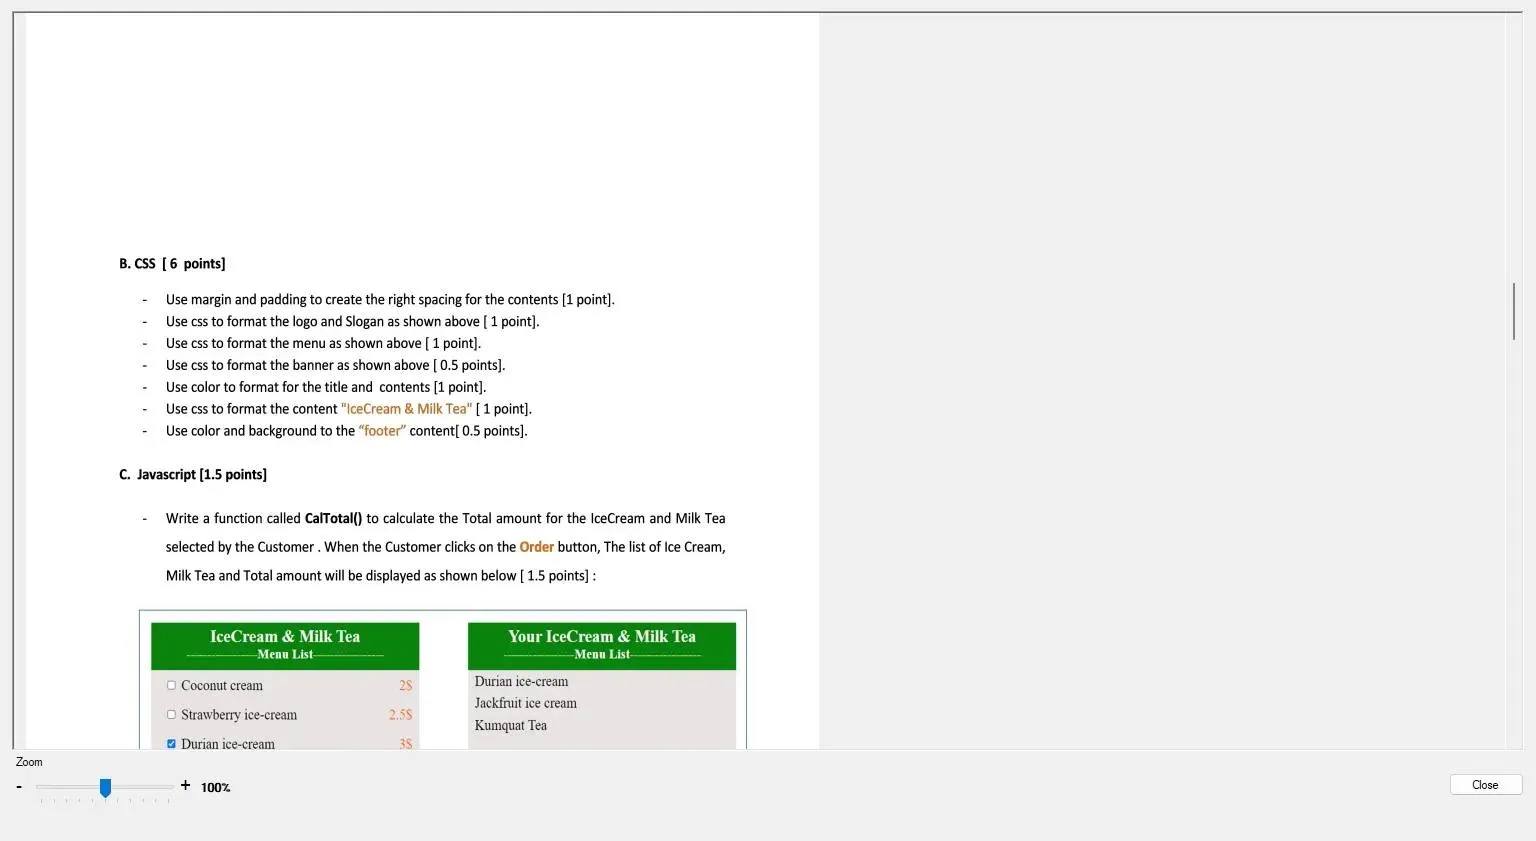 B. CSS [ 6 points]
- Use margin and padding to create the right spacing for the contents [1 point].
- Use css to format the logo and Slogan as shown above [ 1 point].
- Use css to format the menu as shown above [ 1 point].
- Use css to format the banner as shown above [ 0.5 points].
- Use color to format for the title and contents [1 point].
- Use css to format the content "IceCream & Milk Tea" [ 1 point].
- Use color and background to the “footer” content[ 0.5 points].
C. Javascript [1.5 points]
- Write a function called CalTotal() to calculate the Total amount for the IceCream and Milk Tea
selected by the Customer . When the Customer clicks on the Order button, The list of Ice Cream,
Milk Tea and Total amount will be displayed as shown below [ 1.5 points] :
IceCream & Milk Tea
Menu List
Coconut cream 2$
Strawberry ice-cream 2.5$
Durian ice-cream 3$
Your IceCream & Milk Tea
Menu List
Durian ice-cream
Jackfruit ice cream
Kumquat Tea
Zoom
- + 100%
Close